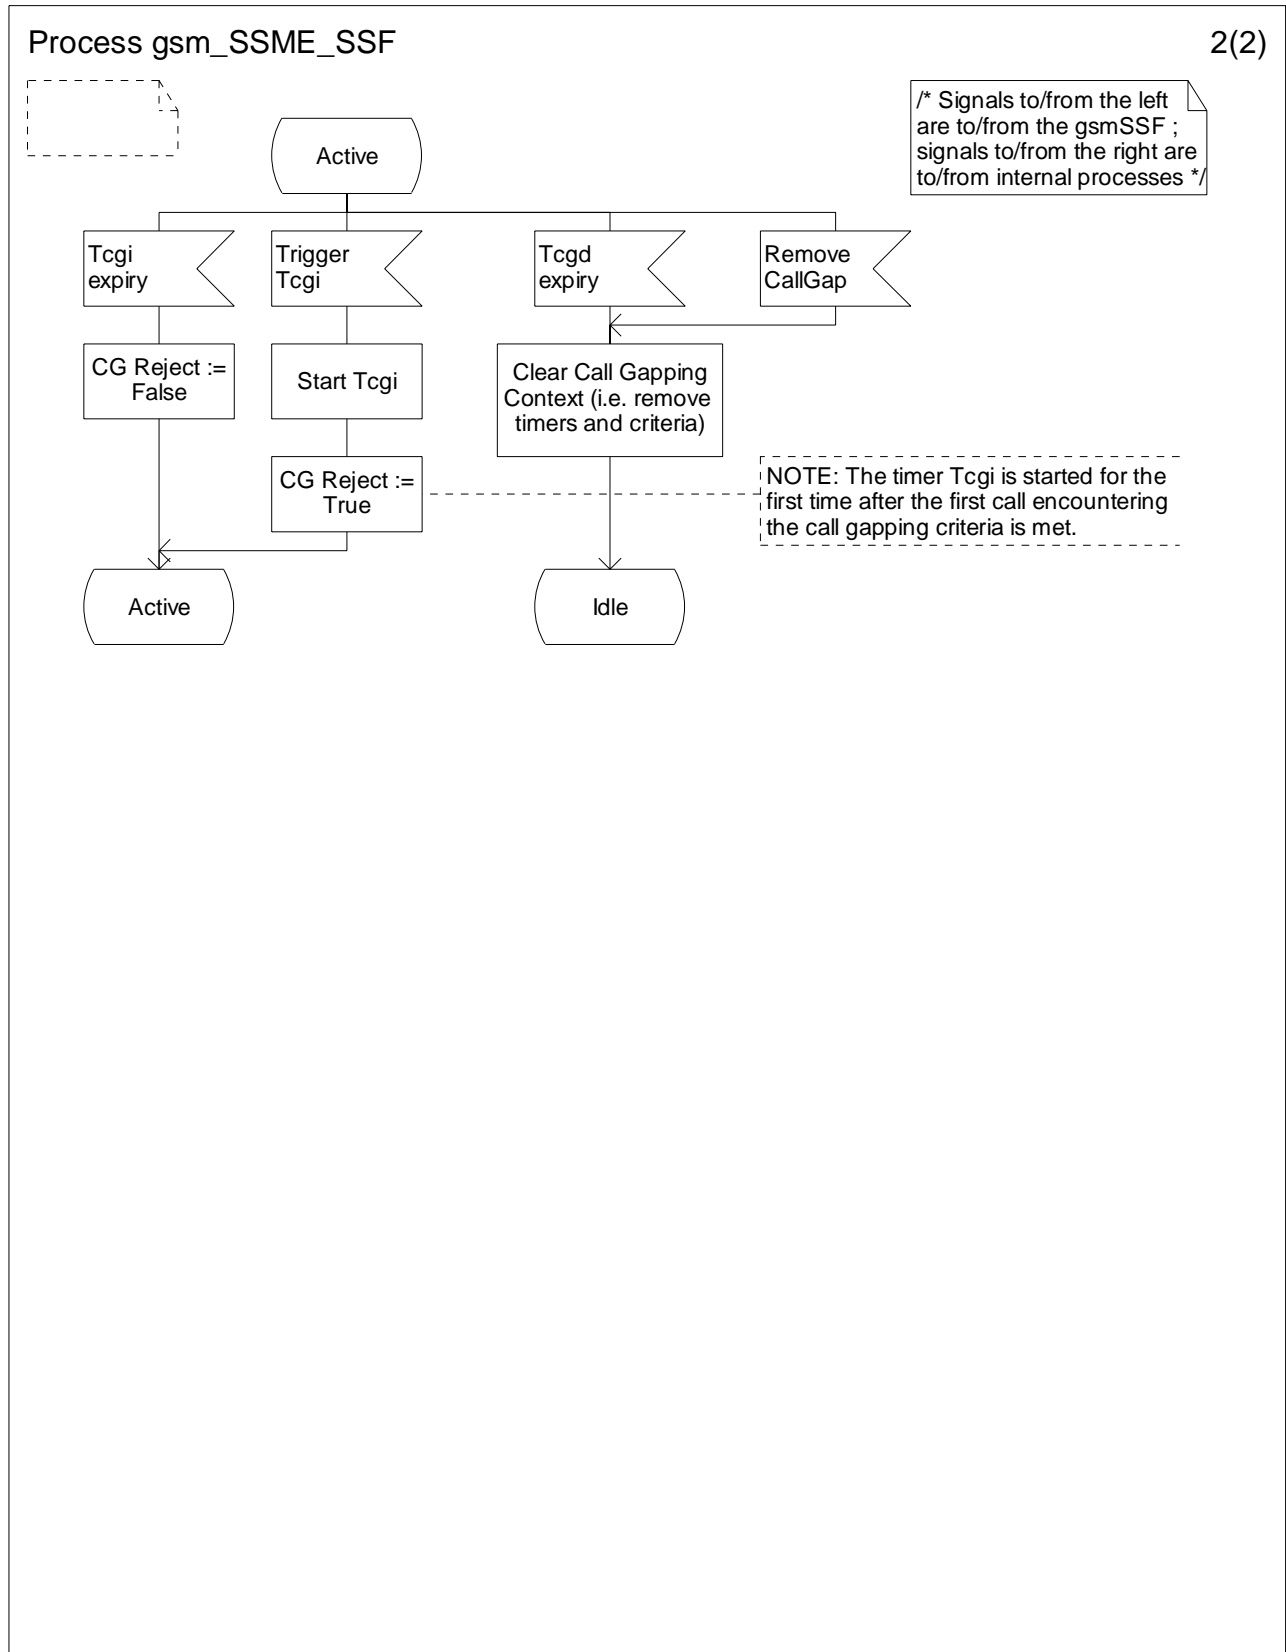 Process gsm_SSME_SSF
2(2)
/* Signals to/from the left
are to/from the gsmSSF ;
signals to/from the right are
to/from internal processes */
Active
Tcgi
expiry
Trigger
Tcgi
Tcgd
expiry
Remove
CallGap
CG Reject :=
False
Start Tcgi
Clear Call Gapping
Context (i.e. remove
timers and criteria)
CG Reject :=
True
NOTE: The timer Tcgi is started for the
first time after the first call encountering
the call gapping criteria is met.
Active
Idle